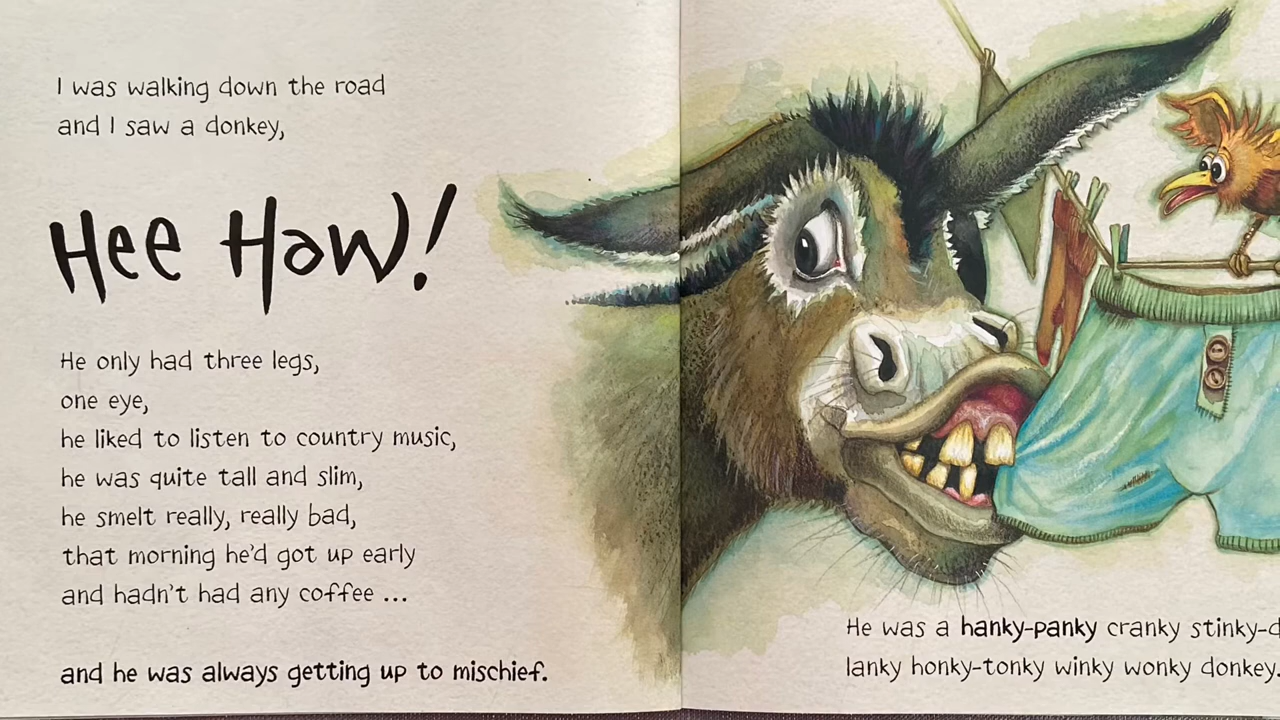 I was walking down the road
and I saw a donkey,
Hee Haw!
He only had three legs,
one eye,
he liked to listen to country music,
he was quite tall and slim,
he smelt really, really bad,
that morning he'd got up early
and hadn't had any coffee ...
and he was always getting up to mischief.
He was a hanky-panky cranky stinky-d
lanky honky-tonky winky wonky donkey.